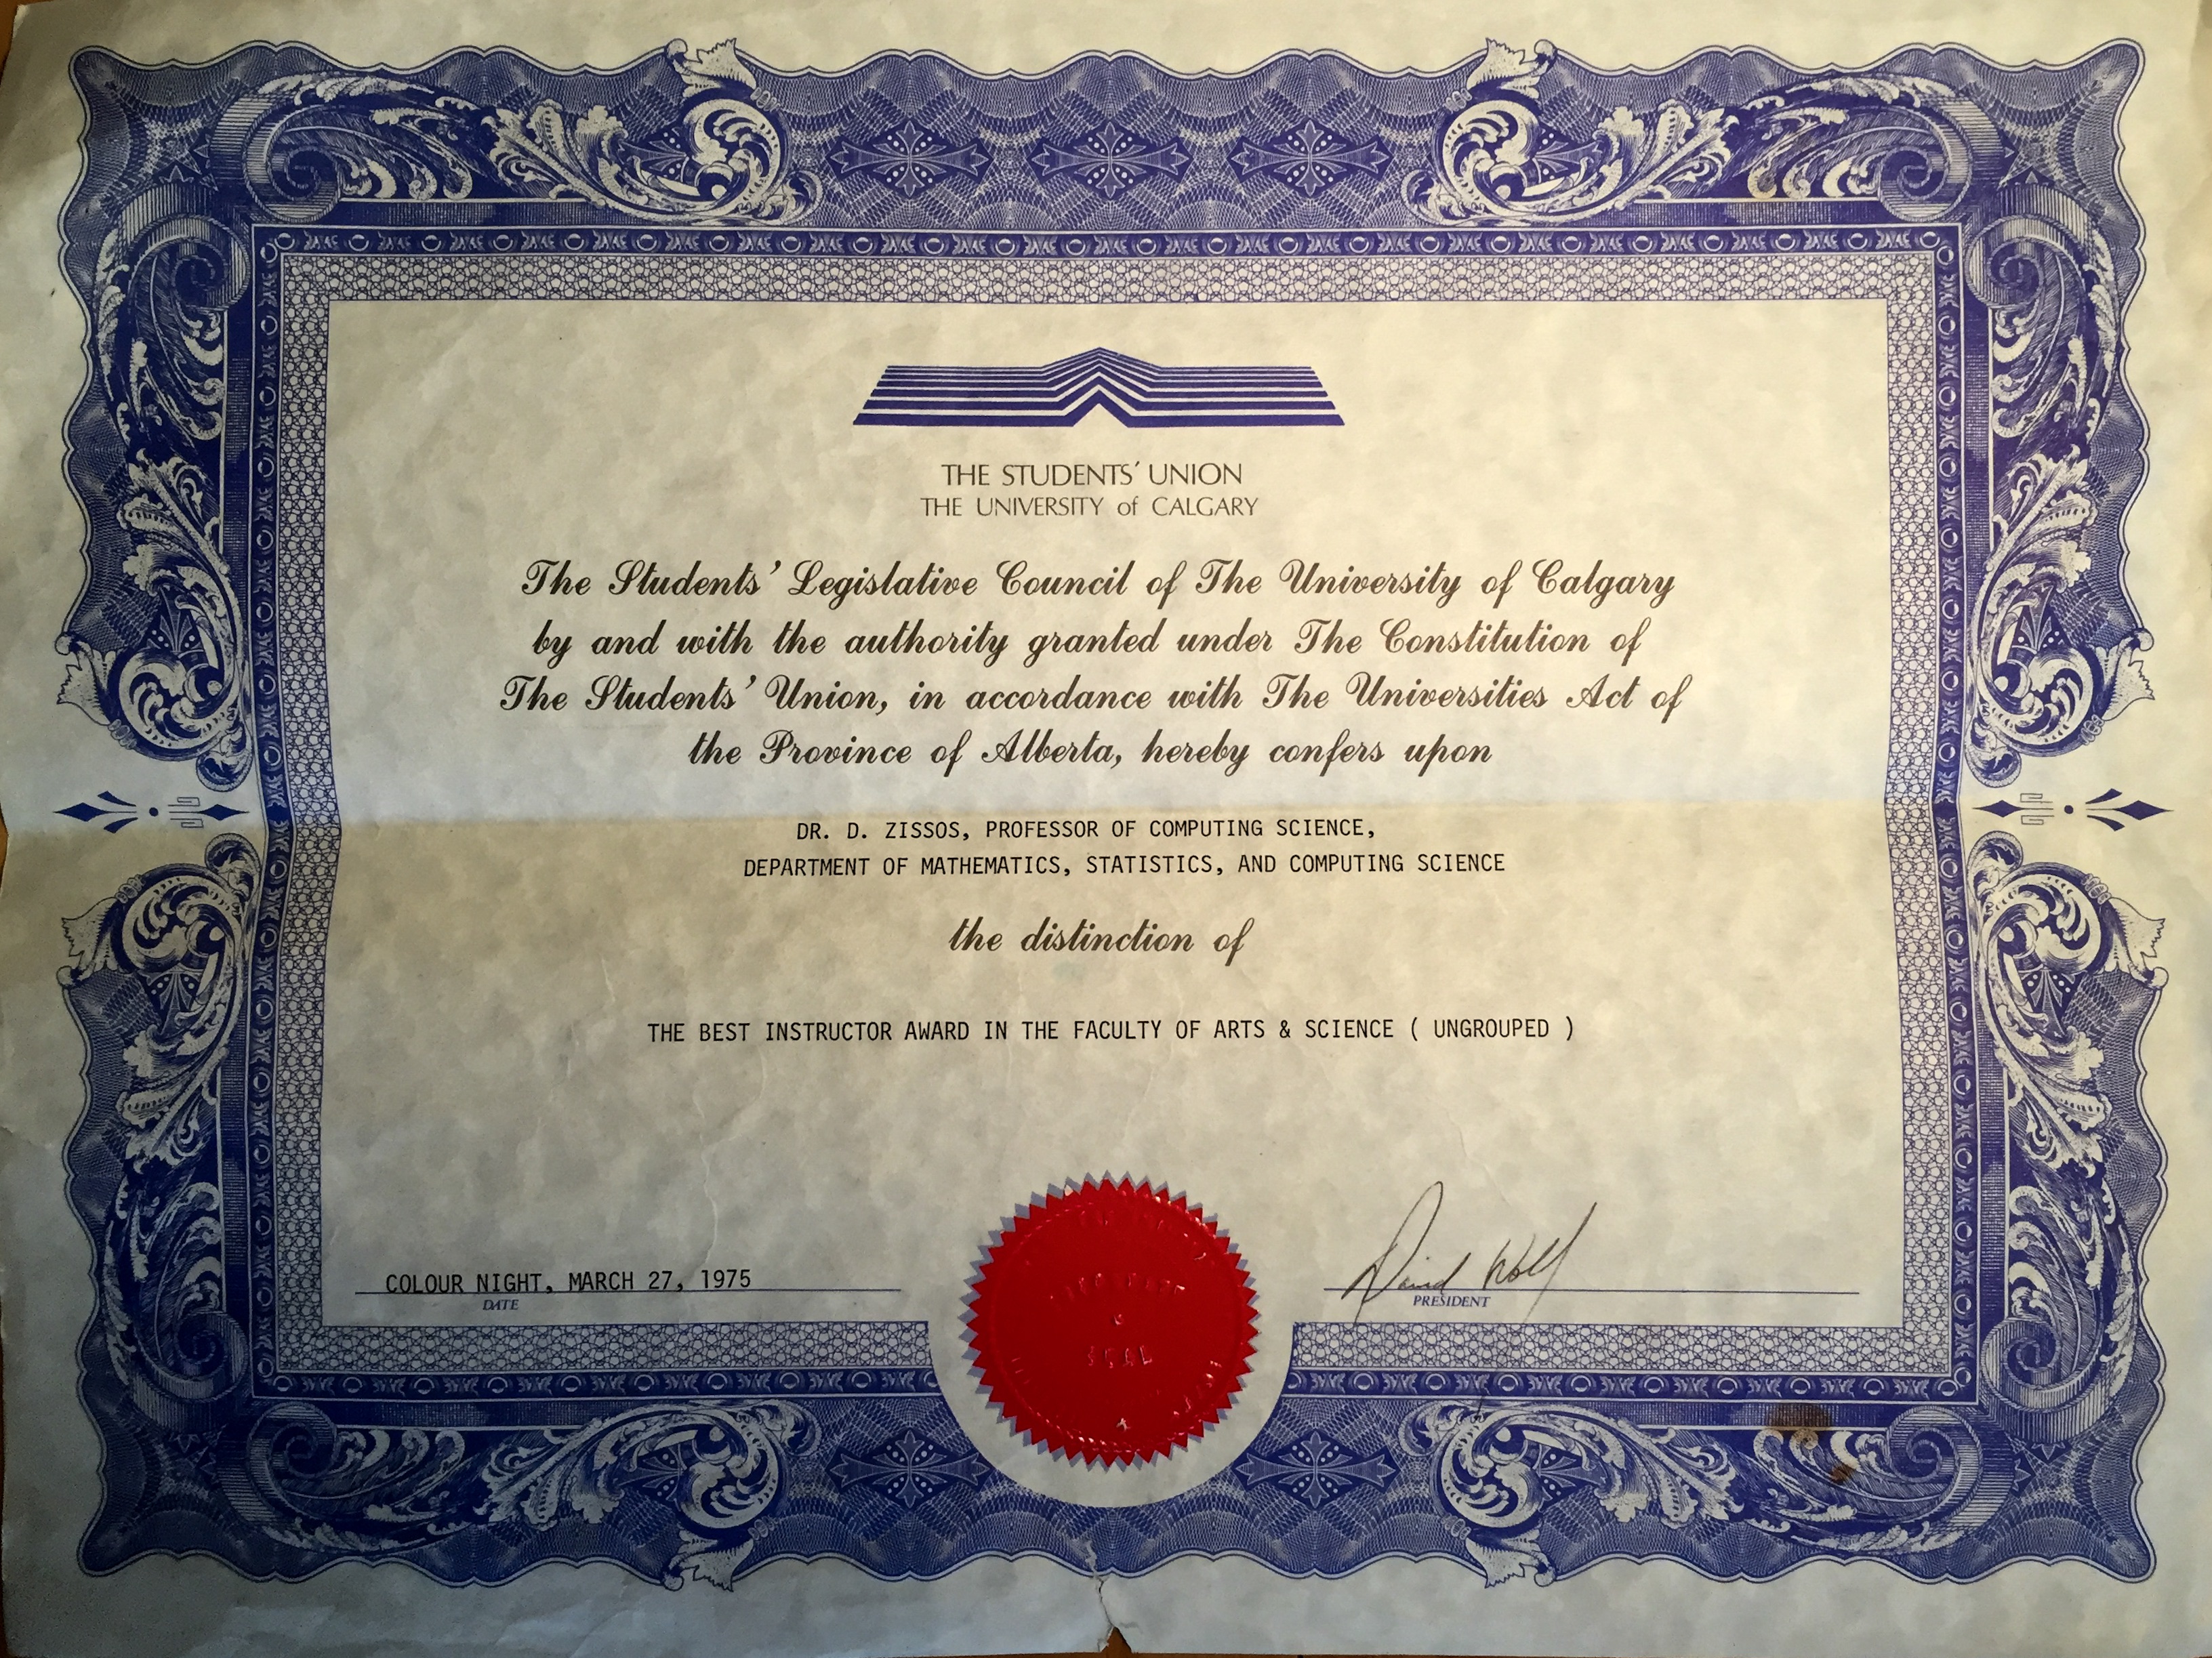 THE STUDENTS' UNION
THE UNIVERSITY of CALGARY
The Students' Legislative Council of The University of Calgary
by and with the authority granted under The Constitution of
The Students' Union, in accordance with The Universities Act of
the Province of Alberta, hereby confers upon
DR. D. ZISSOS, PROFESSOR OF COMPUTING SCIENCE,
DEPARTMENT OF MATHEMATICS, STATISTICS, AND COMPUTING SCIENCE
the distinction of
THE BEST INSTRUCTOR AWARD IN THE FACULTY OF ARTS & SCIENCE ( UNGROUPED )
COLOUR NIGHT, MARCH 27, 1975
DATE
David
PRESIDENT
SEAL